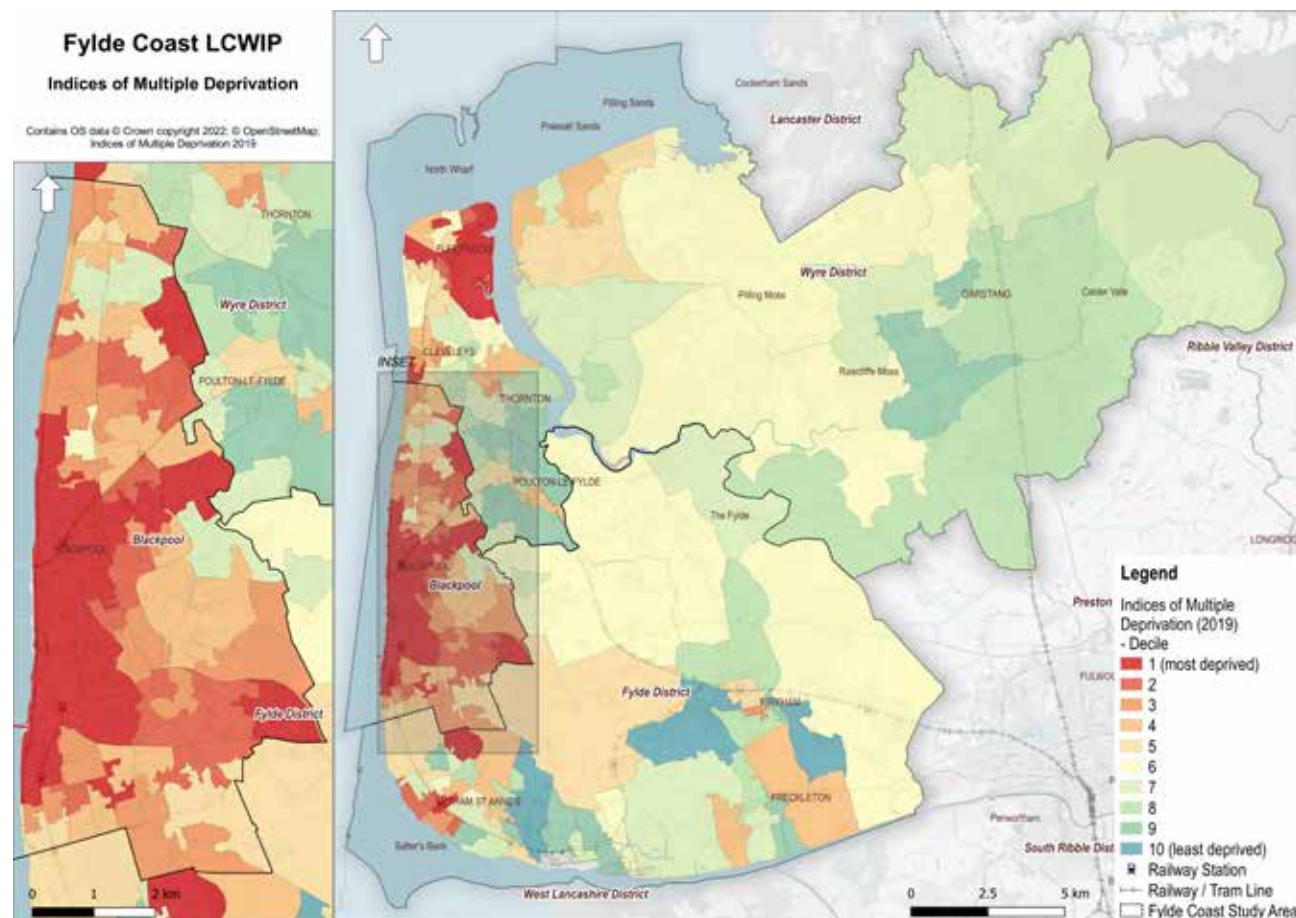 Fylde Coast LCWIP
Indices of Multiple Deprivation
Contains OS data © Crown copyright 2022; © OpenStreetMap;
Indices of Multiple Deprivation 2019
THORNTON
Wyre District
POULTON-LE-FYLDE
Blackpool
Fylde District
0 1 2 km
Cockerham Sands
Pilling Sands
Lancaster District
Preesall Sands
North Wharf
Wyre District
Pilling Moss
GARSTANG
Calder Vale
CLEVELEYS
INSET
Ribble Valley District
Rawcliffe Moss
THORNTON
POULTON-LE-FYLDE
The Fylde
Blackpool
LONGRIDG
Preston
Fylde District
KIRKHAM
FULWO
FRECKLETON
Penwortham
Salter's Bank
South Ribble Dist
West Lancashire District
Legend
Indices of Multiple
Deprivation (2019)
- Decile
1 (most deprived)
2
3
4
5
6
7
8
9
10 (least deprived)
Railway Station
Railway / Tram Line
Fylde Coast Study Area
0 2.5 5 km